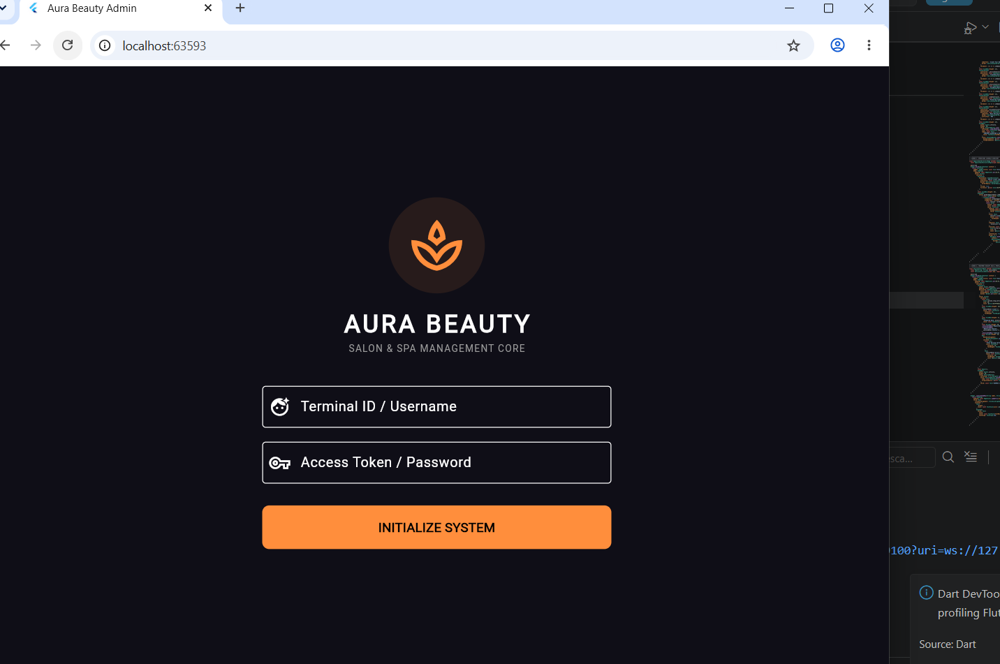 Aura Beauty Admin
localhost:63593
AURA BEAUTY
SALON & SPA MANAGEMENT CORE
Terminal ID / Username
Access Token / Password
INITIALIZE SYSTEM
sca...
100?uri=ws://127
Dart DevToo
profiling Flut
Source: Dart